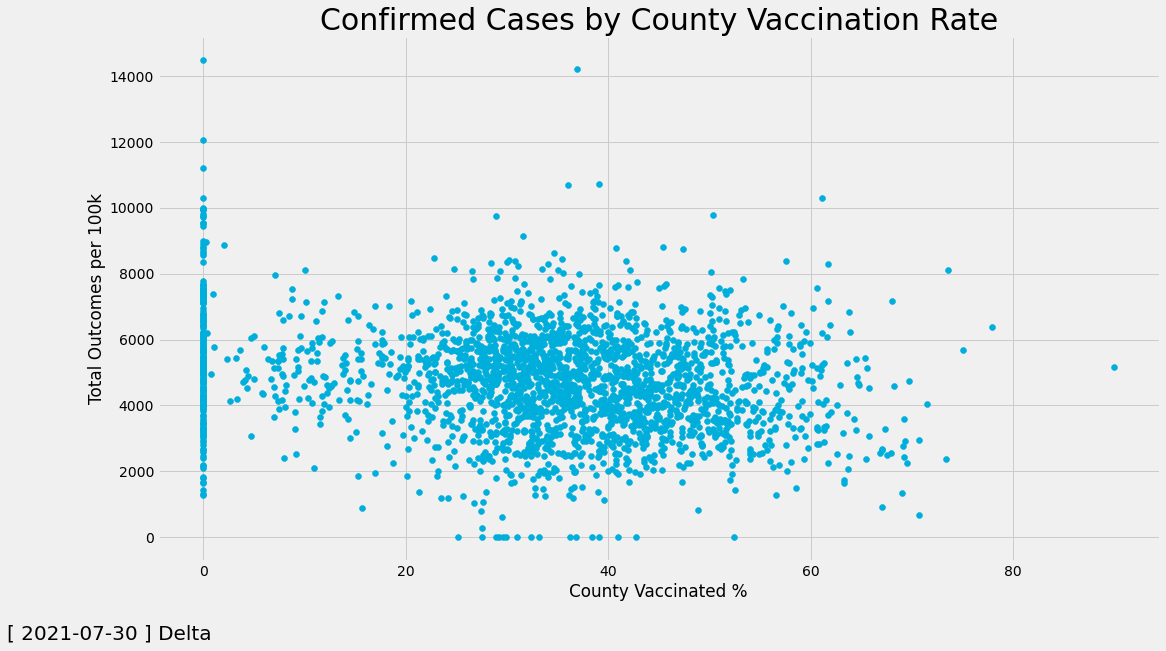 Confirmed Cases by County Vaccination Rate
14000
12000
10000
8000
6000
4000
2000
0
Total Outcomes per 100k
0 20 40 60 80
County Vaccinated %
[ 2021-07-30 ] Delta